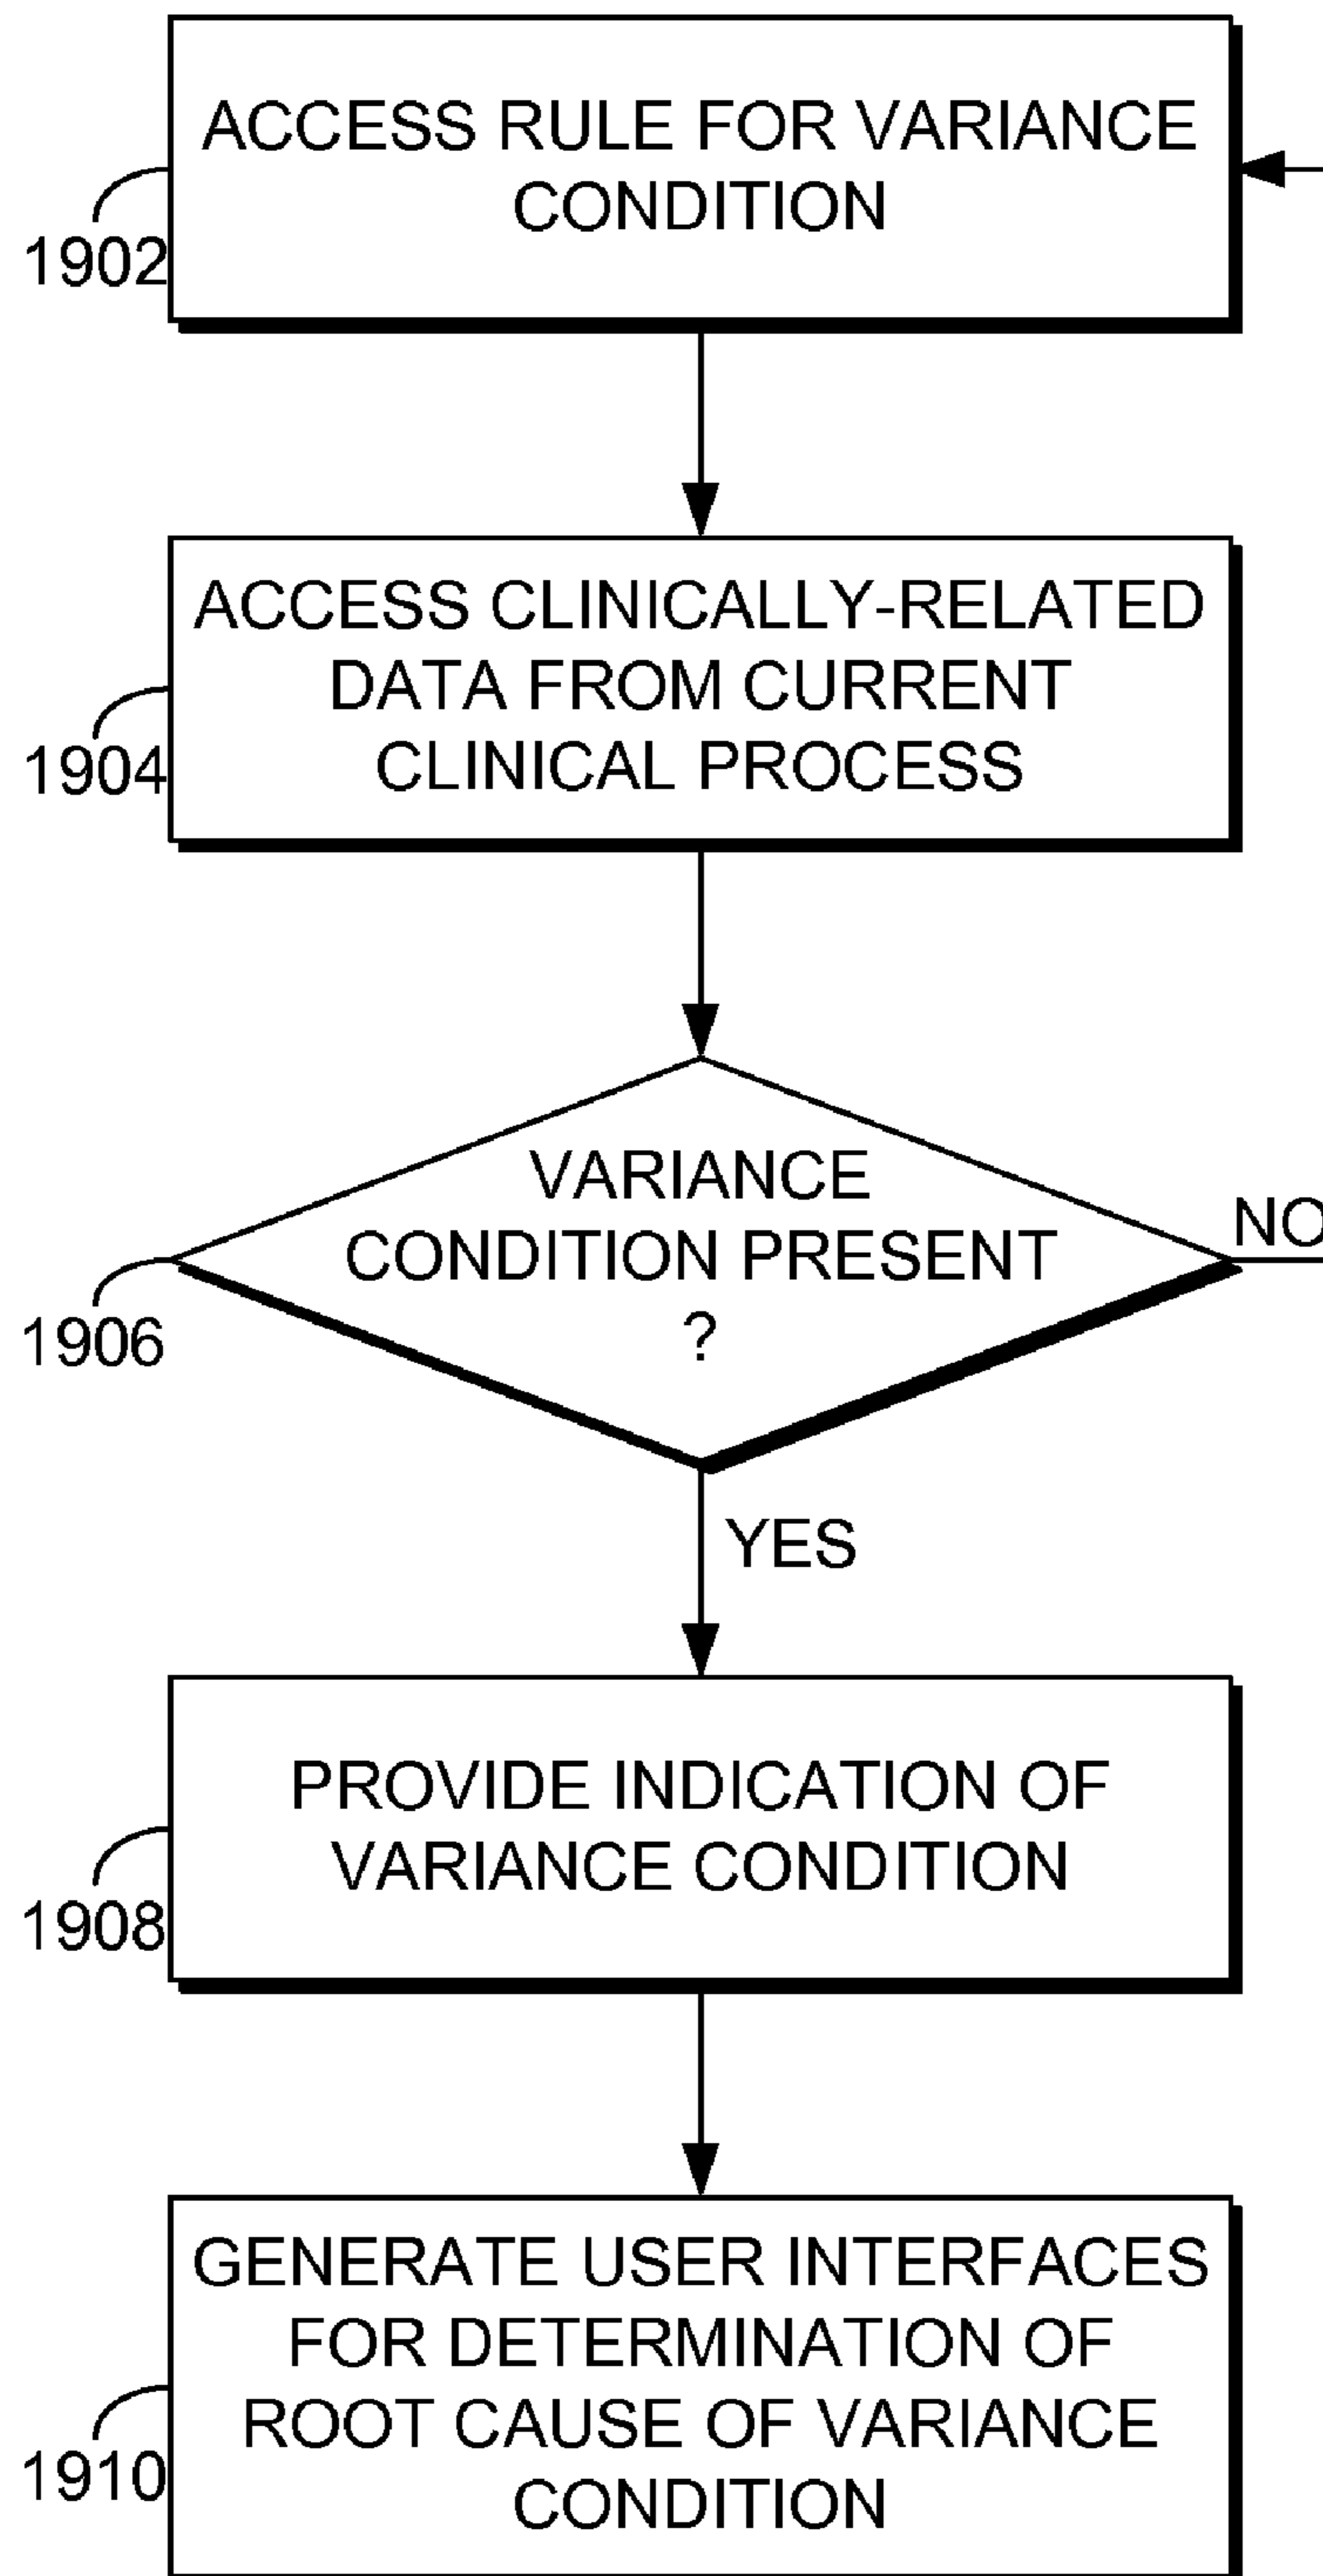 ACCESS RULE FOR VARIANCE
CONDITION
1902
ACCESS CLINICALLY-RELATED
DATA FROM CURRENT
CLINICAL PROCESS
1904
VARIANCE
CONDITION PRESENT
?
NO
1906
YES
PROVIDE INDICATION OF
VARIANCE CONDITION
1908
GENERATE USER INTERFACES
FOR DETERMINATION OF
ROOT CAUSE OF VARIANCE
CONDITION
1910